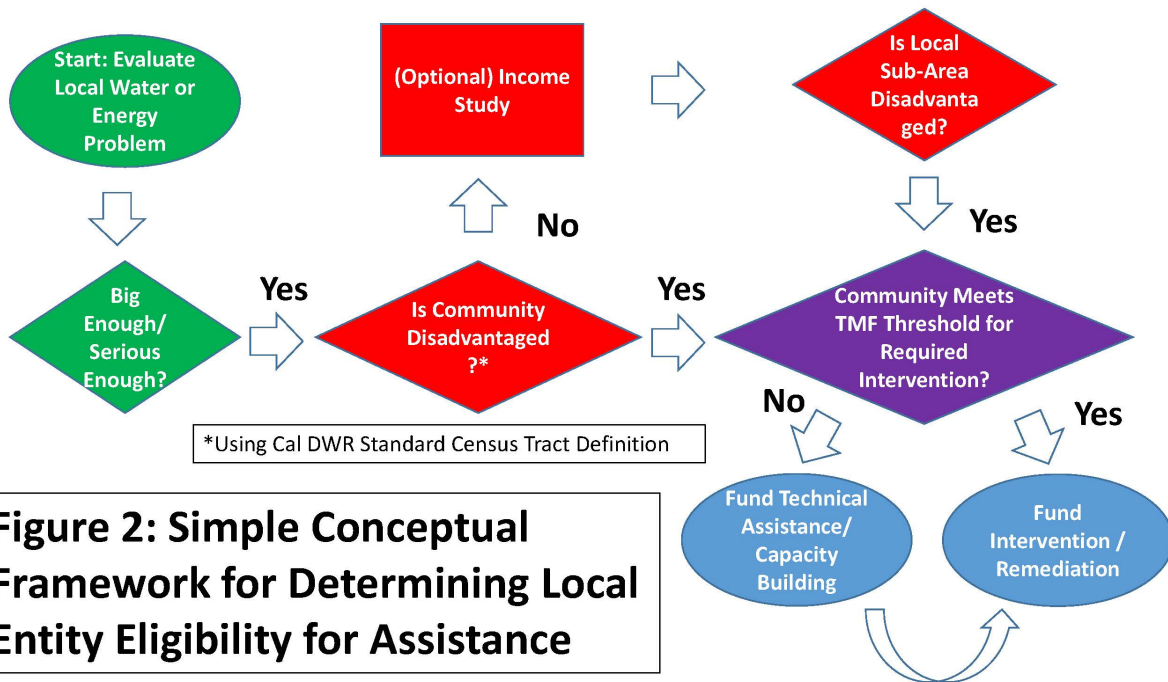 Start: Evaluate
Local Water or
Energy
Problem
(Optional) Income
Study
Is Local
Sub-Area
Disadvanta
ged?
No
Yes
Big
Enough/
Serious
Enough?
Yes
Is Community
Disadvantaged
?*
Yes
Community Meets
TMF Threshold for
Required
Intervention?
No
Yes
*Using Cal DWR Standard Census Tract Definition
Fund Technical
Assistance/
Capacity
Building
Fund
Intervention /
Remediation
Figure 2: Simple Conceptual
Framework for Determining Local
Entity Eligibility for Assistance